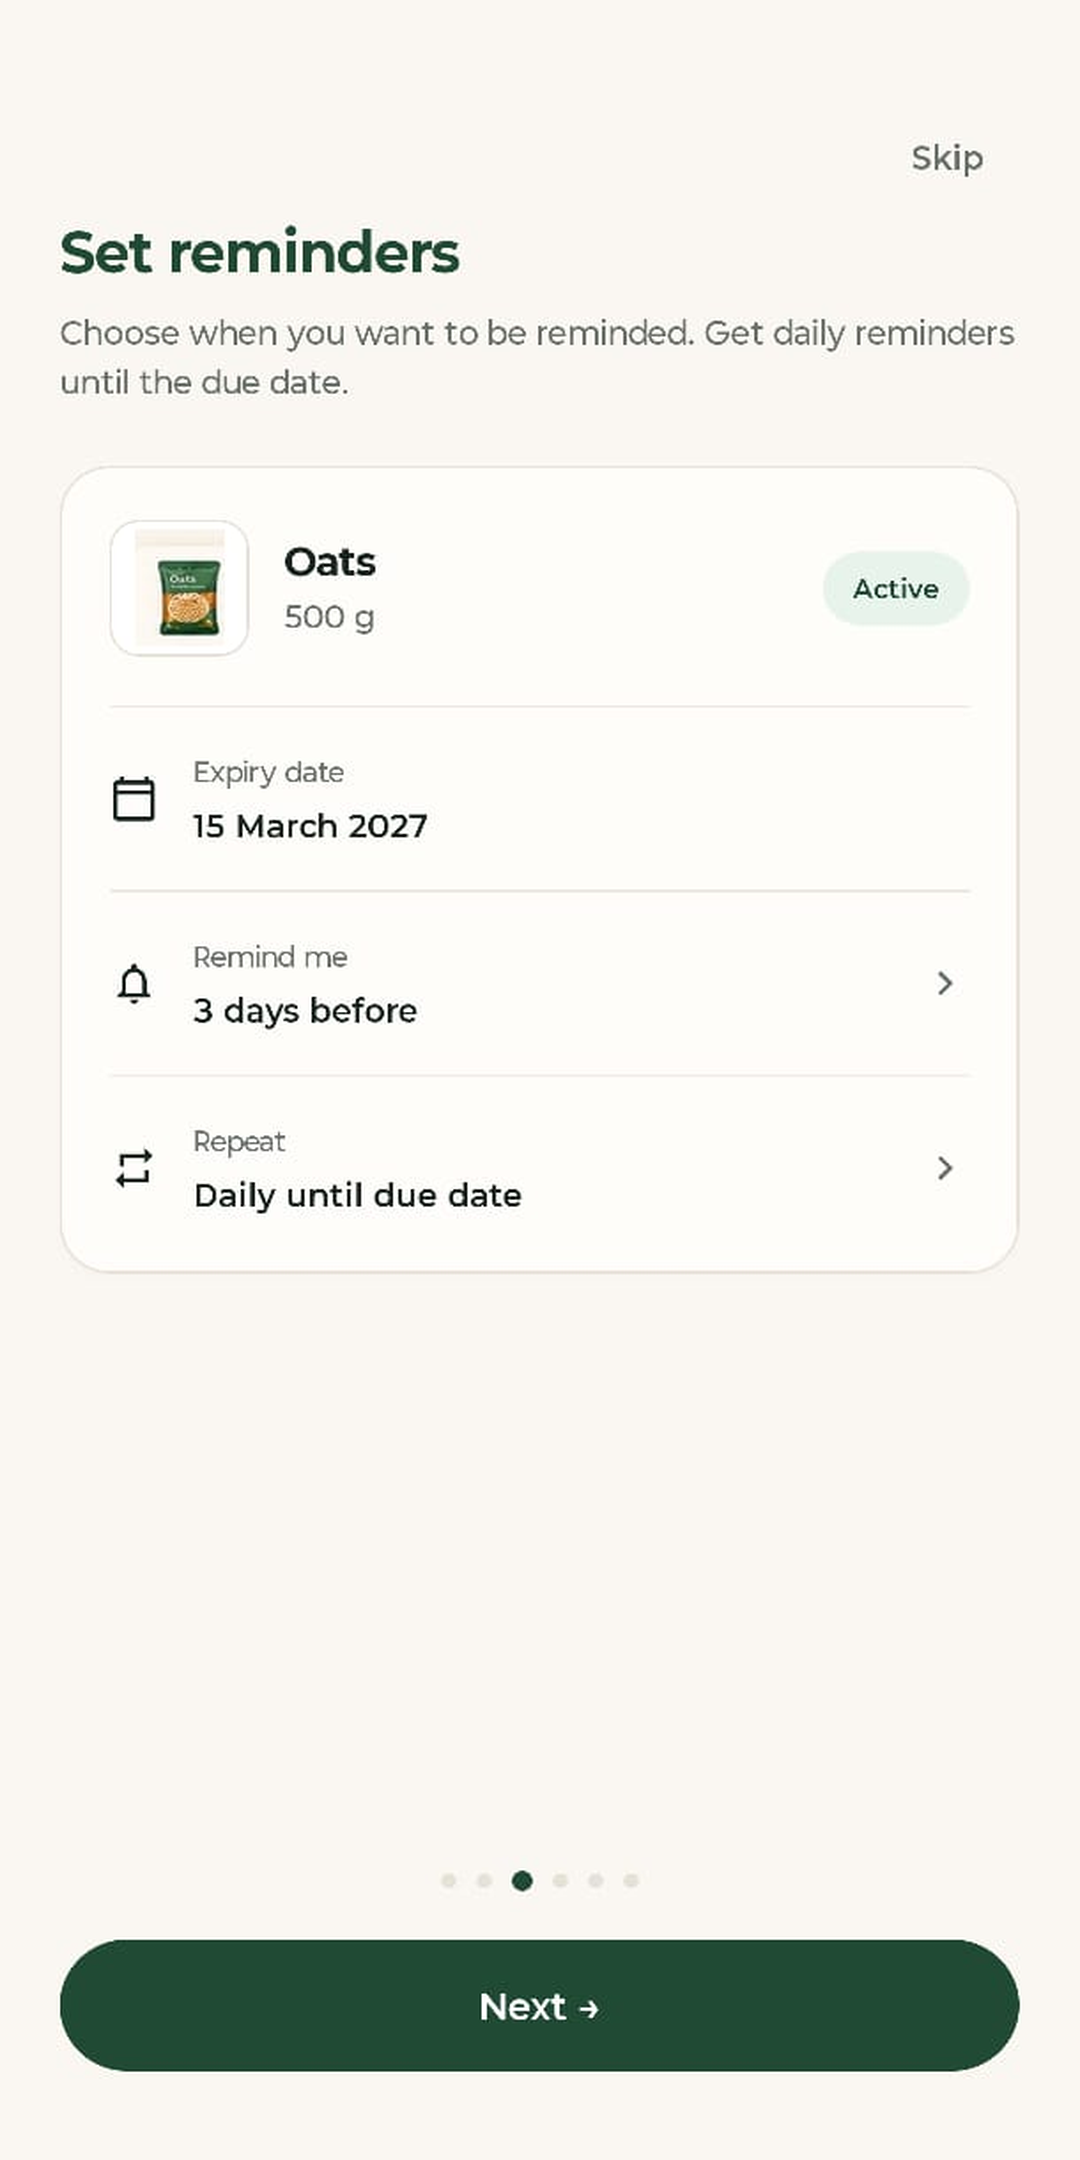 Skip
Set reminders
Choose when you want to be reminded. Get daily reminders
until the due date.
Oats
Oats
500 g
Active
Expiry date
15 March 2027
Remind me
3 days before
Repeat
Daily until due date
Next →